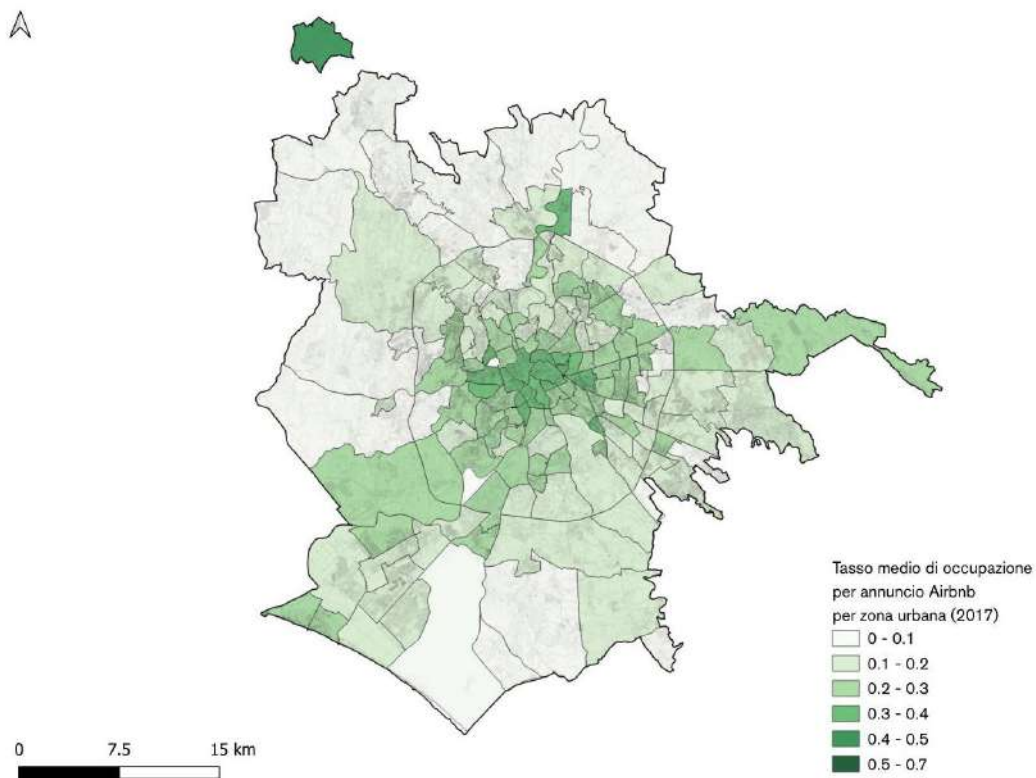 Tasso medio di occupazione
per annuncio Airbnb
per zona urbana (2017)
0 - 0.1
0.1 - 0.2
0.2 - 0.3
0.3 - 0.4
0.4 - 0.5
0.5 - 0.7
0 7.5 15 km